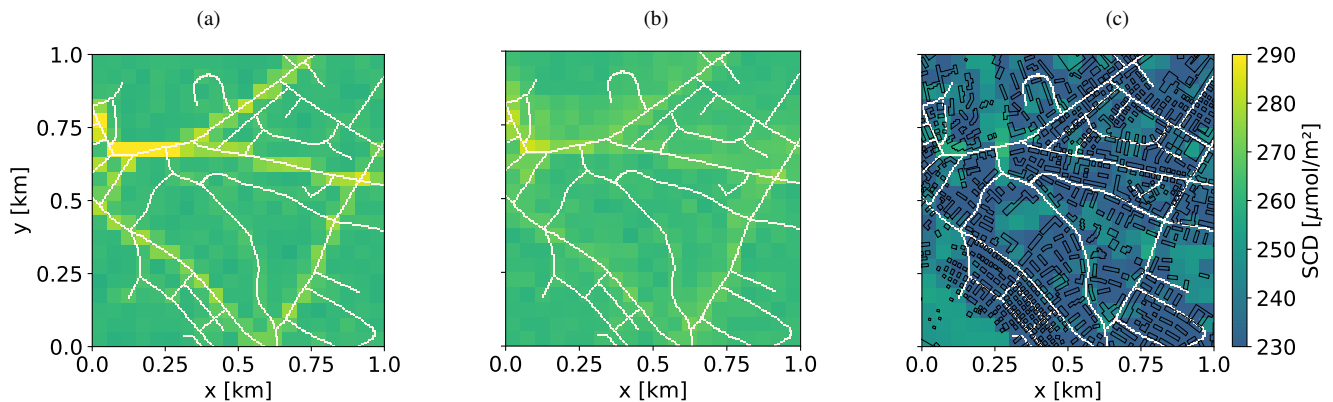 (a)
(b)
(c)
1.0
0.75
0.5
0.25
0.0
y [km]
0.0 0.25 0.5 0.75 1.0
x [km]
0.0 0.25 0.5 0.75 1.0
x [km]
0.0 0.25 0.5 0.75 1.0
x [km]
290
280
270
260
250
240
230
SCD [μmol/m²]